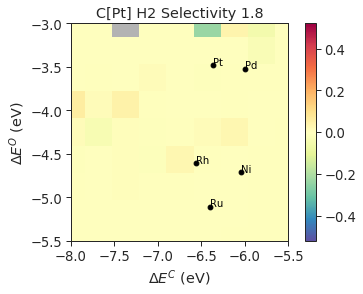 C[Pt] H2 Selectivity 1.8
−3.0
−3.5
−4.0
−4.5
−5.0
−5.5
ΔE^O (eV)
Pt
Pd
Rh
Ni
Ru
−8.0 −7.5 −7.0 −6.5 −6.0 −5.5
ΔE^C (eV)
0.4
0.2
0.0
−0.2
−0.4